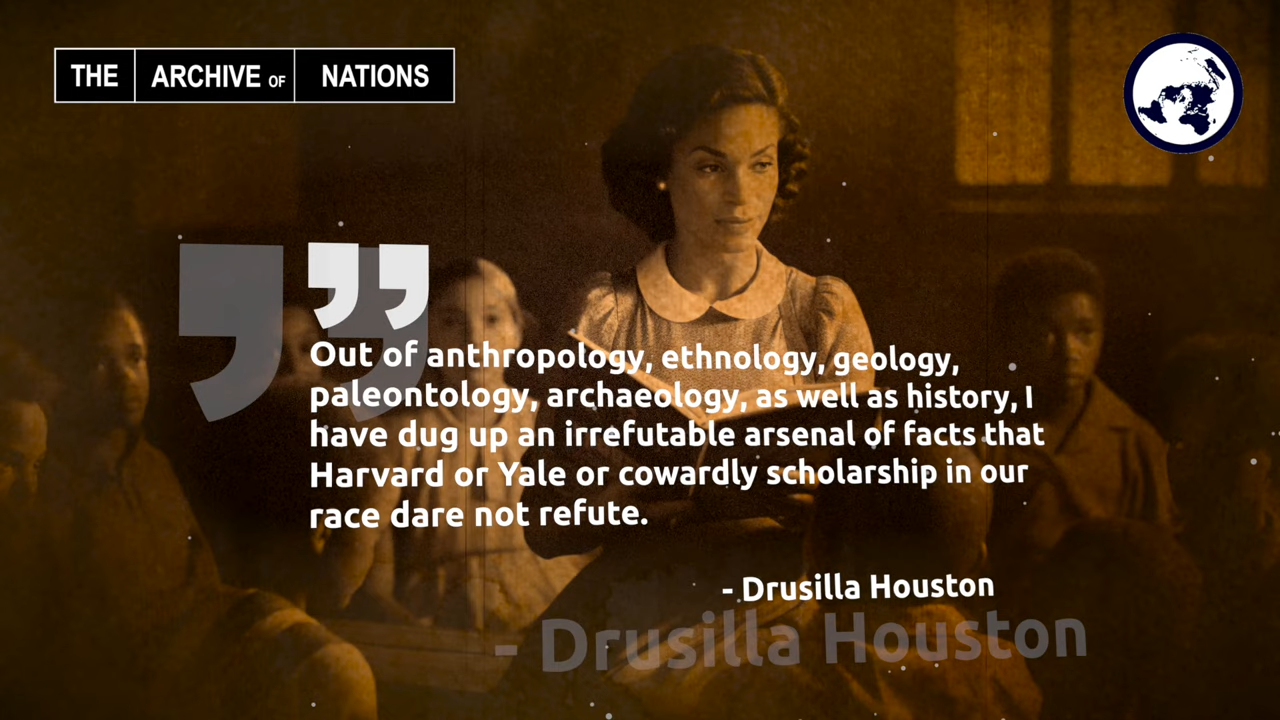 THE ARCHIVE OF NATIONS
”
Out of anthropology, ethnology, geology,
paleontology, archaeology, as well as history, I
have dug up an irrefutable arsenal of facts that
Harvard or Yale or cowardly scholarship in our
race dare not refute.
- Drusilla Houston
- Drusilla Houston